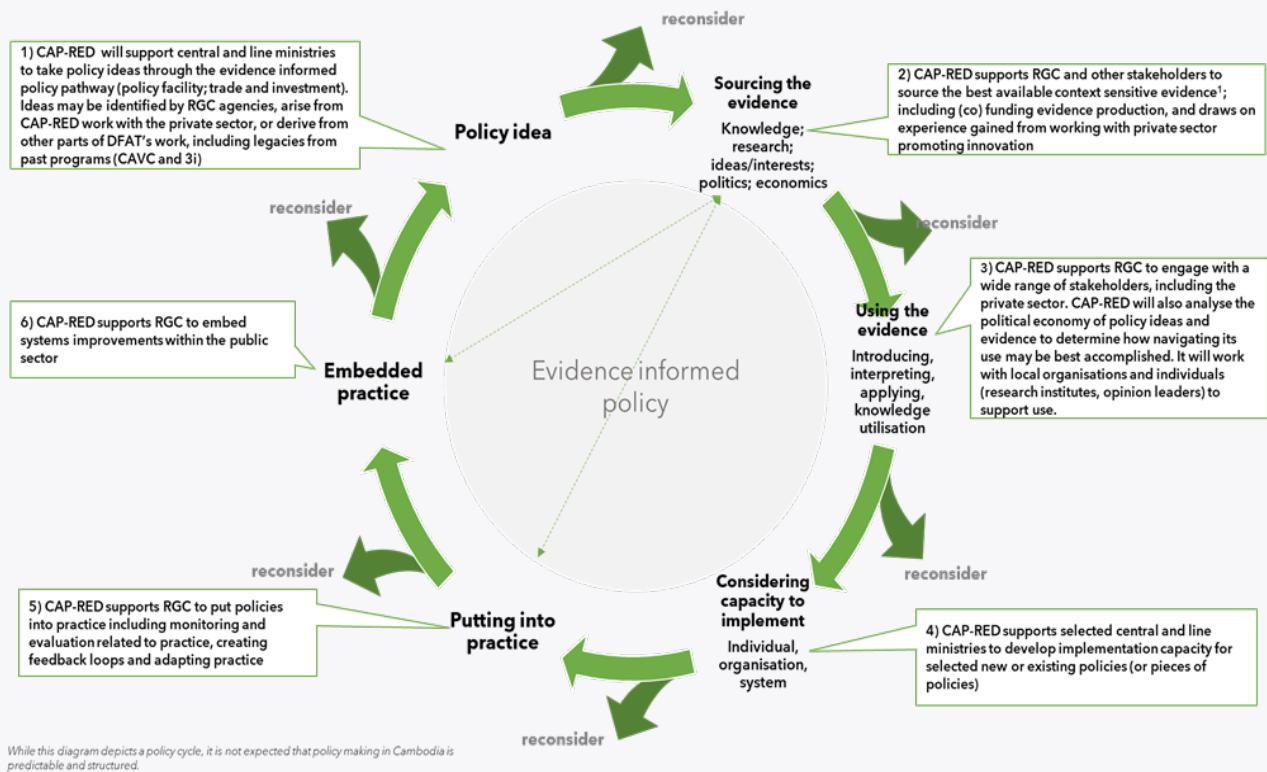 reconsider
1) CAP-RED will support central and line ministries
to take policy ideas through the evidence informed
policy pathway (policy facility; trade and investment).
Ideas may be identified by RGC agencies, arise from
CAP-RED work with the private sector, or derive from
other parts of DFAT's work, including legacies from
past programs (CAVC and 3i)
Policy idea
Sourcing the
evidence
Knowledge;
research;
ideas/interests;
politics; economics
2) CAP-RED supports RGC and other stakeholders to
source the best available context sensitive evidence¹;
including (co) funding evidence production, and draws on
experience gained from working with private sector
promoting innovation
reconsider
reconsider
3) CAP-RED supports RGC to engage with a
wide range of stakeholders, including the
private sector. CAP-RED will also analyse the
political economy of policy ideas and
evidence to determine how navigating its
use may be best accomplished. It will work
with local organisations and individuals
(research institutes, opinion leaders) to
support use.
Using the
evidence
Introducing,
interpreting,
applying,
knowledge
utilisation
6) CAP-RED supports RGC to embed
systems improvements within the public
sector
Embedded
practice
Evidence informed
policy
reconsider
reconsider
Considering
capacity to
implement
Individual,
organisation,
system
4) CAP-RED supports selected central and line
ministries to develop implementation capacity for
selected new or existing policies (or pieces of
policies)
5) CAP-RED supports RGC to put policies
into practice including monitoring and
evaluation related to practice, creating
feedback loops and adapting practice
Putting into
practice
reconsider
While this diagram depicts a policy cycle, it is not expected that policy making in Cambodia is
predictable and structured.